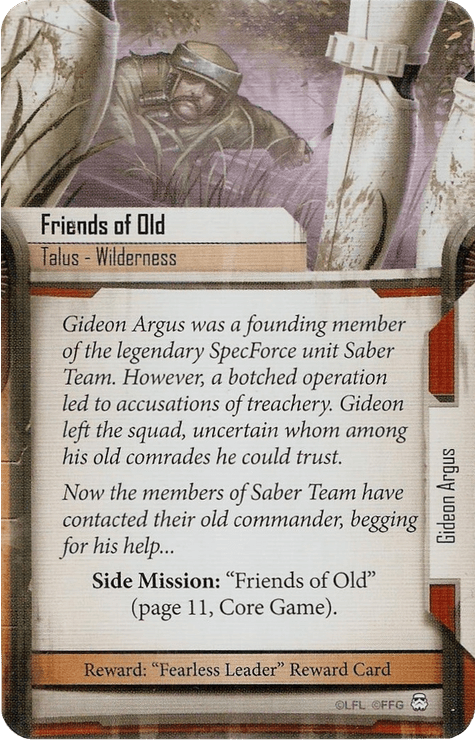 Friends of Old
Talus - Wilderness
Gideon Argus was a founding member
of the legendary SpecForce unit Saber
Team. However, a botched operation
led to accusations of treachery. Gideon
left the squad, uncertain whom among
his old comrades he could trust.
Now the members of Saber Team have
contacted their old commander, begging
for his help...
Side Mission: “Friends of Old”
(page 11, Core Game).
Gideon Argus
Reward: “Fearless Leader” Reward Card
©LFL ©FFG